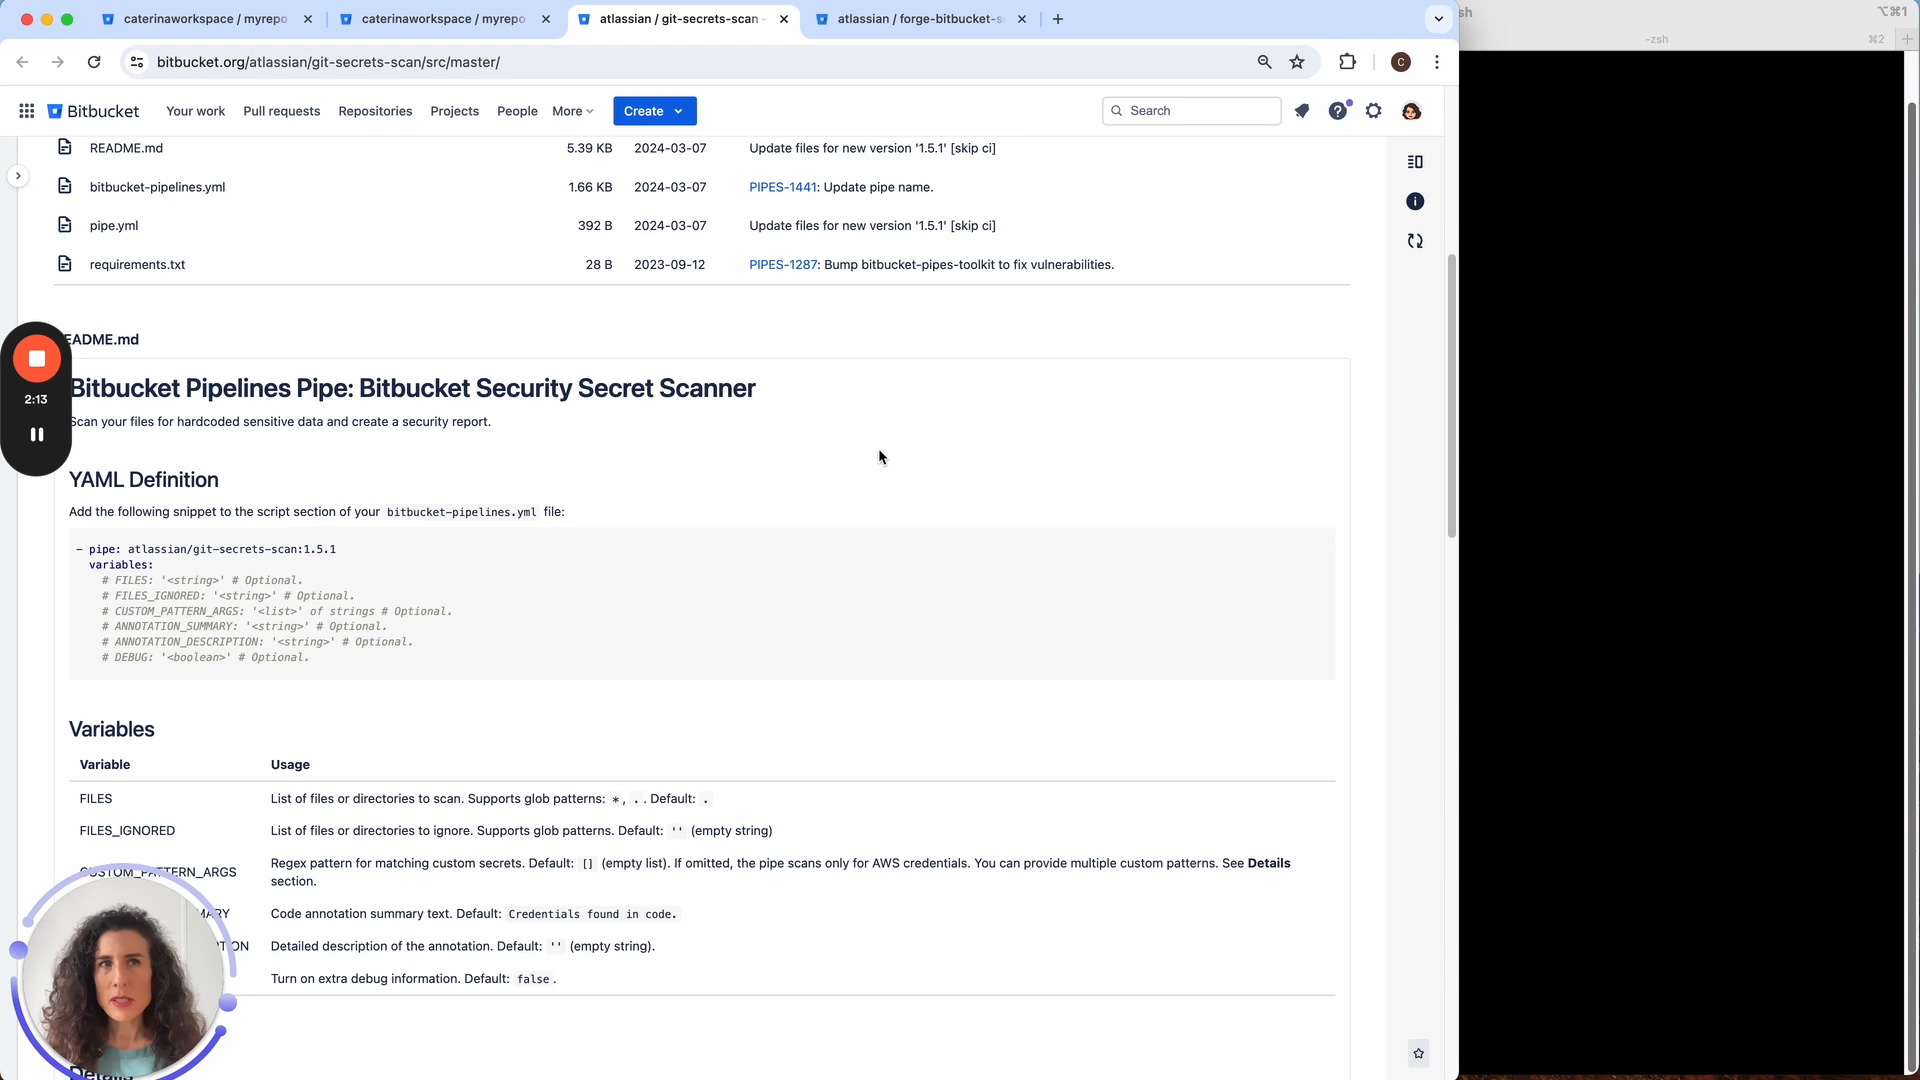 caterinaworkspace / myrepo
caterinaworkspace / myrepo
atlassian / git-secrets-scan
atlassian / forge-bitbucket-s
sh
⌥⌘1
bitbucket.org/atlassian/git-secrets-scan/src/master/
C
-zsh
⌘2
Bitbucket
Your work
Pull requests
Repositories
Projects
People
More
Create
Search
README.md 5.39 KB 2024-03-07 Update files for new version '1.5.1' [skip ci]
bitbucket-pipelines.yml 1.66 KB 2024-03-07 PIPES-1441: Update pipe name.
pipe.yml 392 B 2024-03-07 Update files for new version '1.5.1' [skip ci]
requirements.txt 28 B 2023-09-12 PIPES-1287: Bump bitbucket-pipes-toolkit to fix vulnerabilities.
EADME.md
2:13
Bitbucket Pipelines Pipe: Bitbucket Security Secret Scanner
Scan your files for hardcoded sensitive data and create a security report.
YAML Definition
Add the following snippet to the script section of your bitbucket-pipelines.yml file:
- pipe: atlassian/git-secrets-scan:1.5.1
variables:
# FILES: '<string>' # Optional.
# FILES_IGNORED: '<string>' # Optional.
# CUSTOM_PATTERN_ARGS: '<list>' of strings # Optional.
# ANNOTATION_SUMMARY: '<string>' # Optional.
# ANNOTATION_DESCRIPTION: '<string>' # Optional.
# DEBUG: '<boolean>' # Optional.
Variables
Variable Usage
FILES List of files or directories to scan. Supports glob patterns: *, . . Default: .
FILES_IGNORED List of files or directories to ignore. Supports glob patterns. Default: '' (empty string)
CUSTOM_PATTERN_ARGS Regex pattern for matching custom secrets. Default: [] (empty list). If omitted, the pipe scans only for AWS credentials. You can provide multiple custom patterns. See Details
section.
MARY Code annotation summary text. Default: Credentials found in code.
TION Detailed description of the annotation. Default: '' (empty string).
Turn on extra debug information. Default: false.
Details